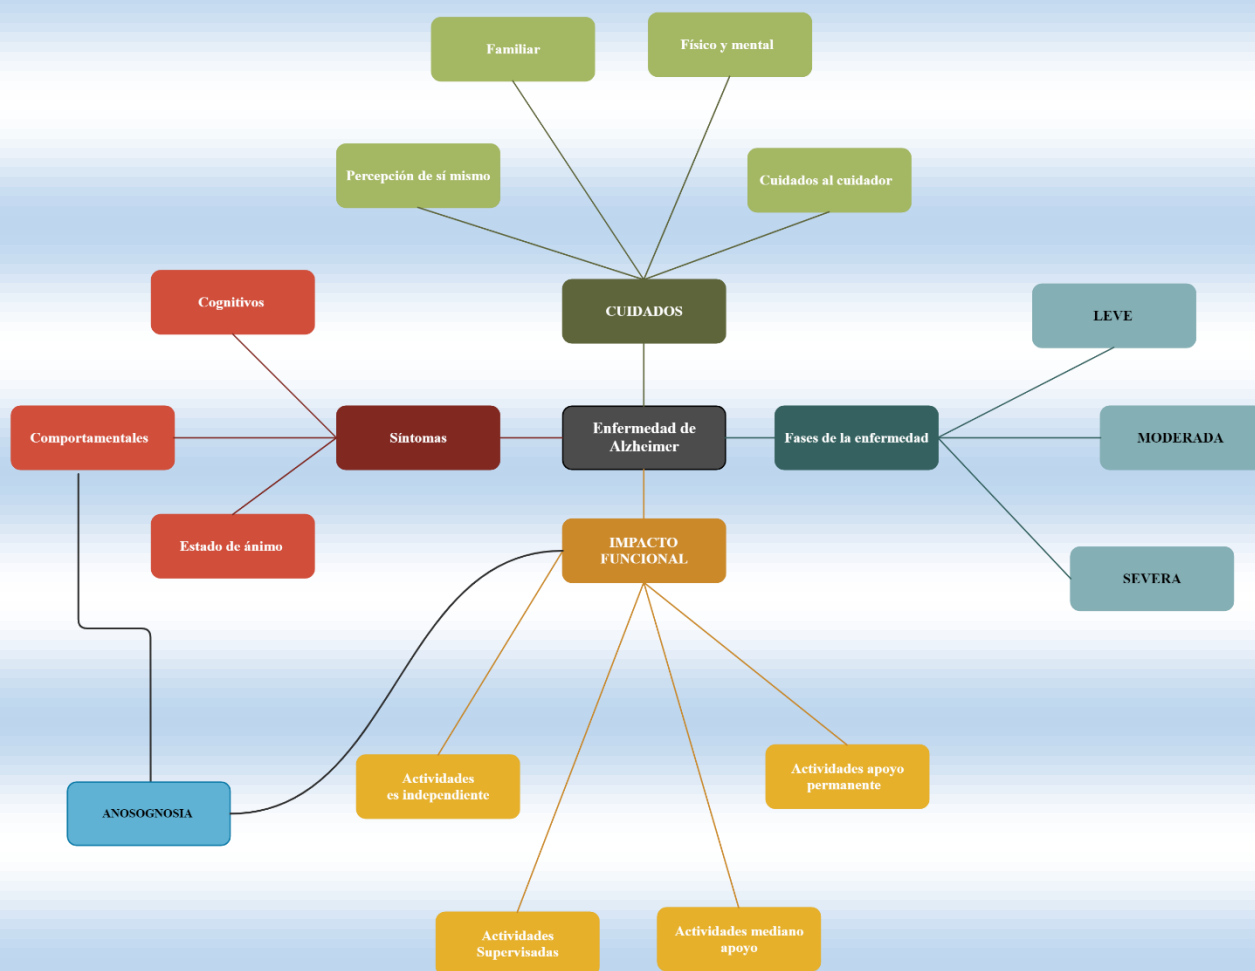 Familiar
Físico y mental
Percepción de sí mismo
Cuidados al cuidador
Cognitivos
CUIDADOS
LEVE
Comportamentales
Síntomas
Enfermedad de
Alzheimer
Fases de la enfermedad
MODERADA
Estado de ánimo
IMPACTO
FUNCIONAL
SEVERA
Actividades
es independiente
Actividades apoyo
permanente
ANOSOGNOSIA
Actividades
Supervisadas
Actividades mediano
apoyo